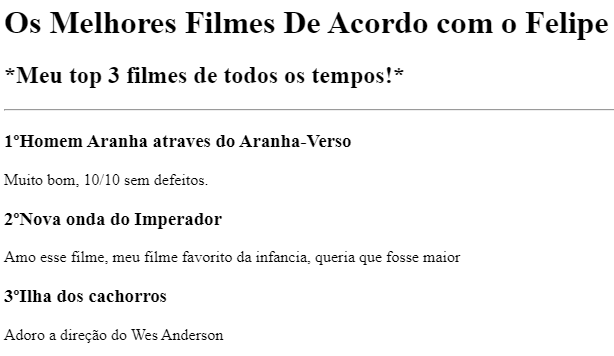 Os Melhores Filmes De Acordo com o Felipe
*Meu top 3 filmes de todos os tempos!*
1°Homem Aranha atraves do Aranha-Verso
Muito bom, 10/10 sem defeitos.
2°Nova onda do Imperador
Amo esse filme, meu filme favorito da infancia, queria que fosse maior
3°Ilha dos cachorros
Adoro a direção do Wes Anderson